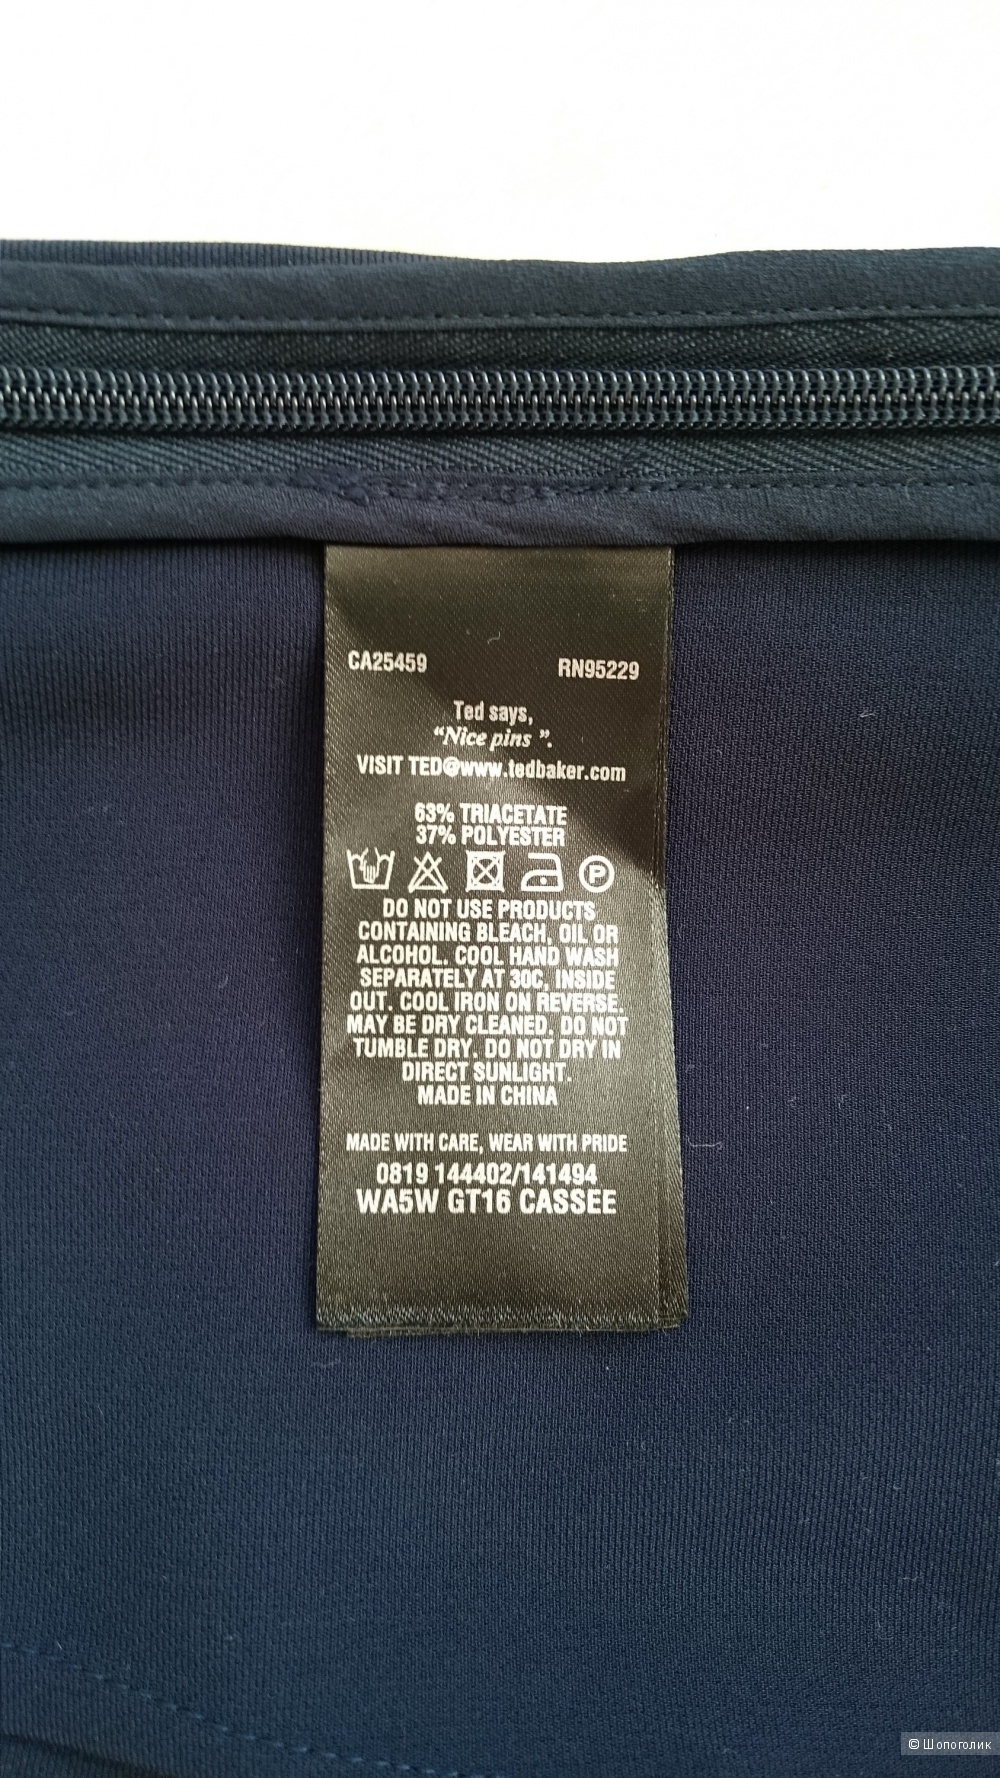 CA25459 RN95229
Ted says,
“Nice pins ”.
VISIT TED@www.tedbaker.com
63% TRIACETATE
37% POLYESTER
P
DO NOT USE PRODUCTS
CONTAINING BLEACH, OIL OR
ALCOHOL. COOL HAND WASH
SEPARATELY AT 30C, INSIDE
OUT. COOL IRON ON REVERSE.
MAY BE DRY CLEANED. DO NOT
TUMBLE DRY. DO NOT DRY IN
DIRECT SUNLIGHT.
MADE IN CHINA
MADE WITH CARE, WEAR WITH PRIDE
0819 144402/141494
WA5W GT16 CASSEE
© Шопоголик